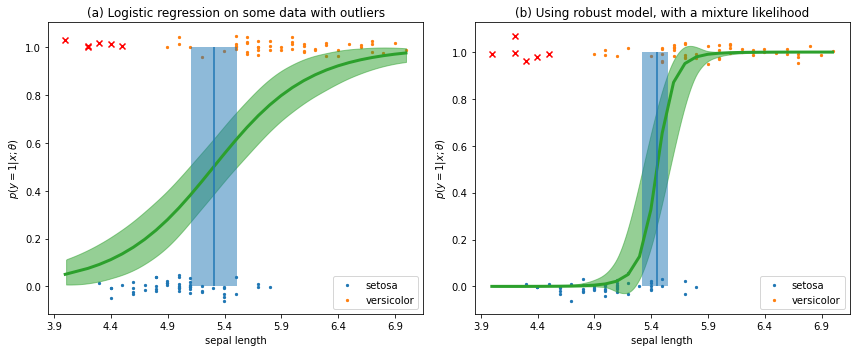 (a) Logistic regression on some data with outliers
1.0
0.8
0.6
0.4
0.2
0.0
p(y = 1|x; θ)
3.9 4.4 4.9 5.4 5.9 6.4 6.9
sepal length
setosa
versicolor
(b) Using robust model, with a mixture likelihood
1.0
0.8
0.6
0.4
0.2
0.0
p(y = 1|x; θ)
3.9 4.4 4.9 5.4 5.9 6.4 6.9
sepal length
setosa
versicolor